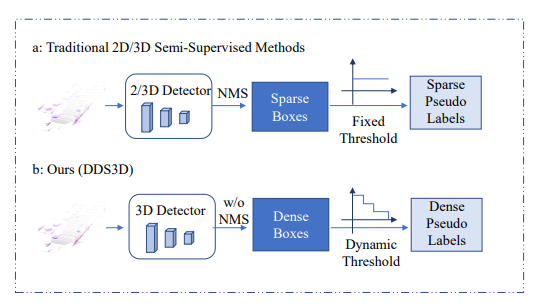 a: Traditional 2D/3D Semi-Supervised Methods
2/3D Detector
NMS
Sparse
Boxes
Fixed
Threshold
Sparse
Pseudo
Labels
b: Ours (DDS3D)
3D Detector
w/o
NMS
Dense
Boxes
Dynamic
Threshold
Dense
Pseudo
Labels